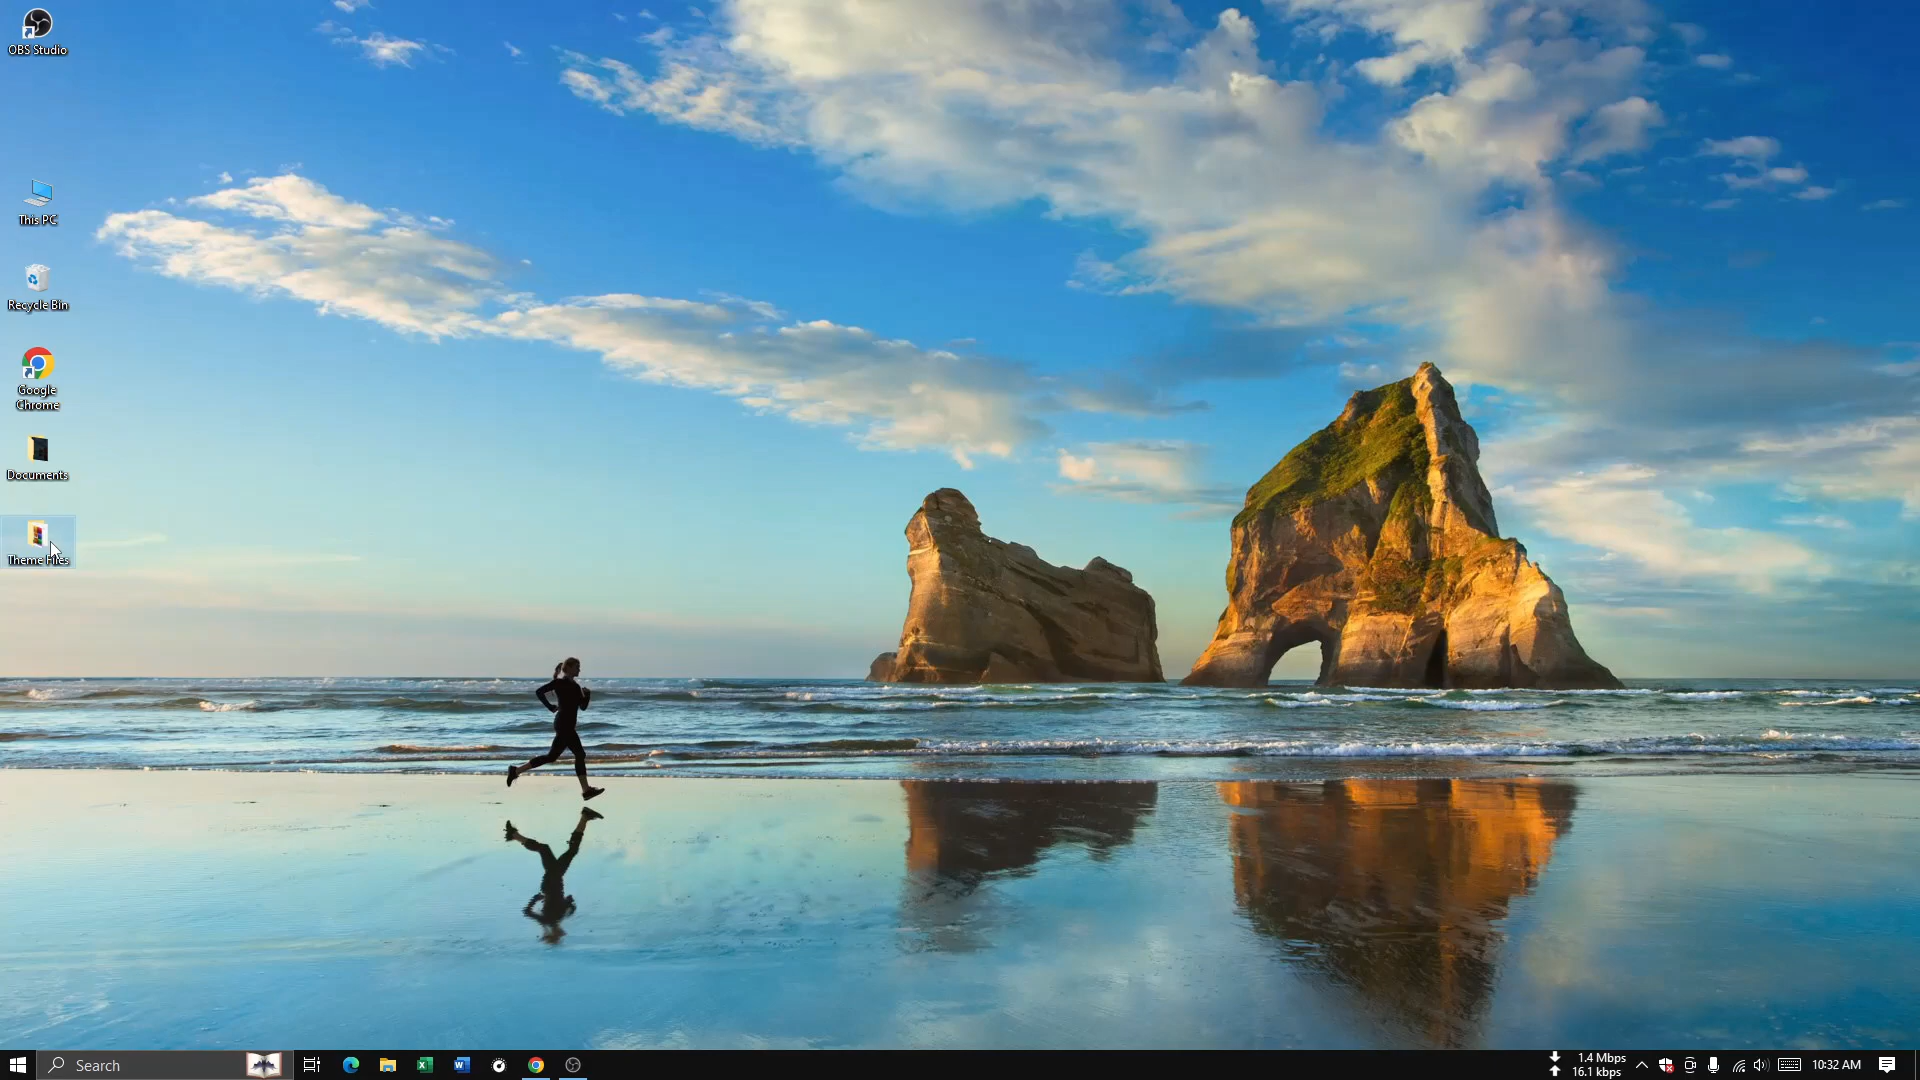 OBS Studio
This PC
Recycle Bin
Google
Chrome
Documents
Theme Files
Search
1.4 Mbps
16.1 kbps
10:32 AM